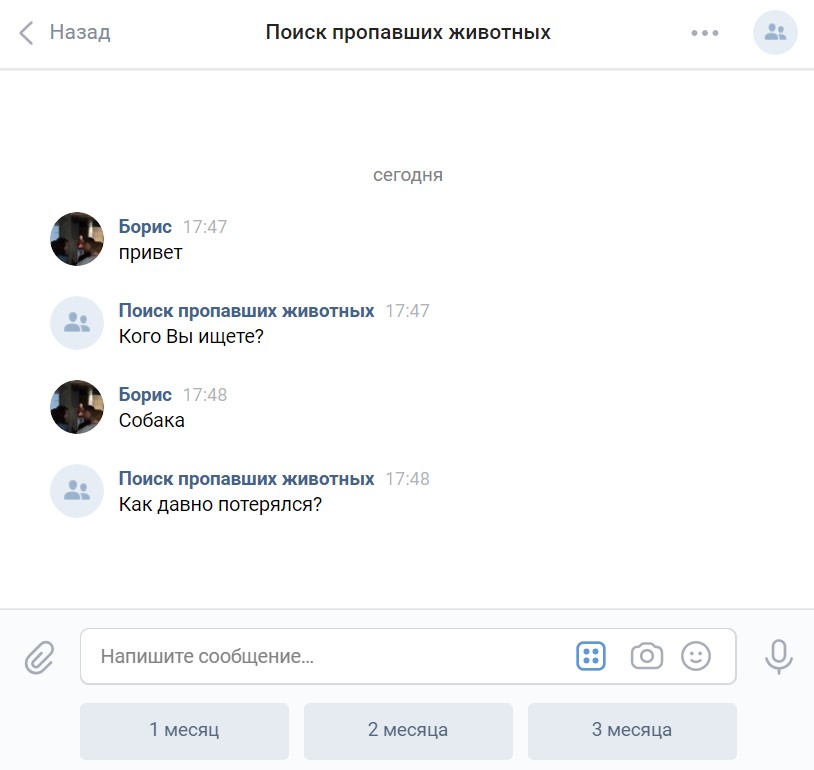 Назад
Поиск пропавших животных
сегодня
Борис 17:47
привет
Поиск пропавших животных 17:47
Кого Вы ищете?
Борис 17:48
Собака
Поиск пропавших животных 17:48
Как давно потерялся?
Напишите сообщение...
1 месяц 2 месяца 3 месяца